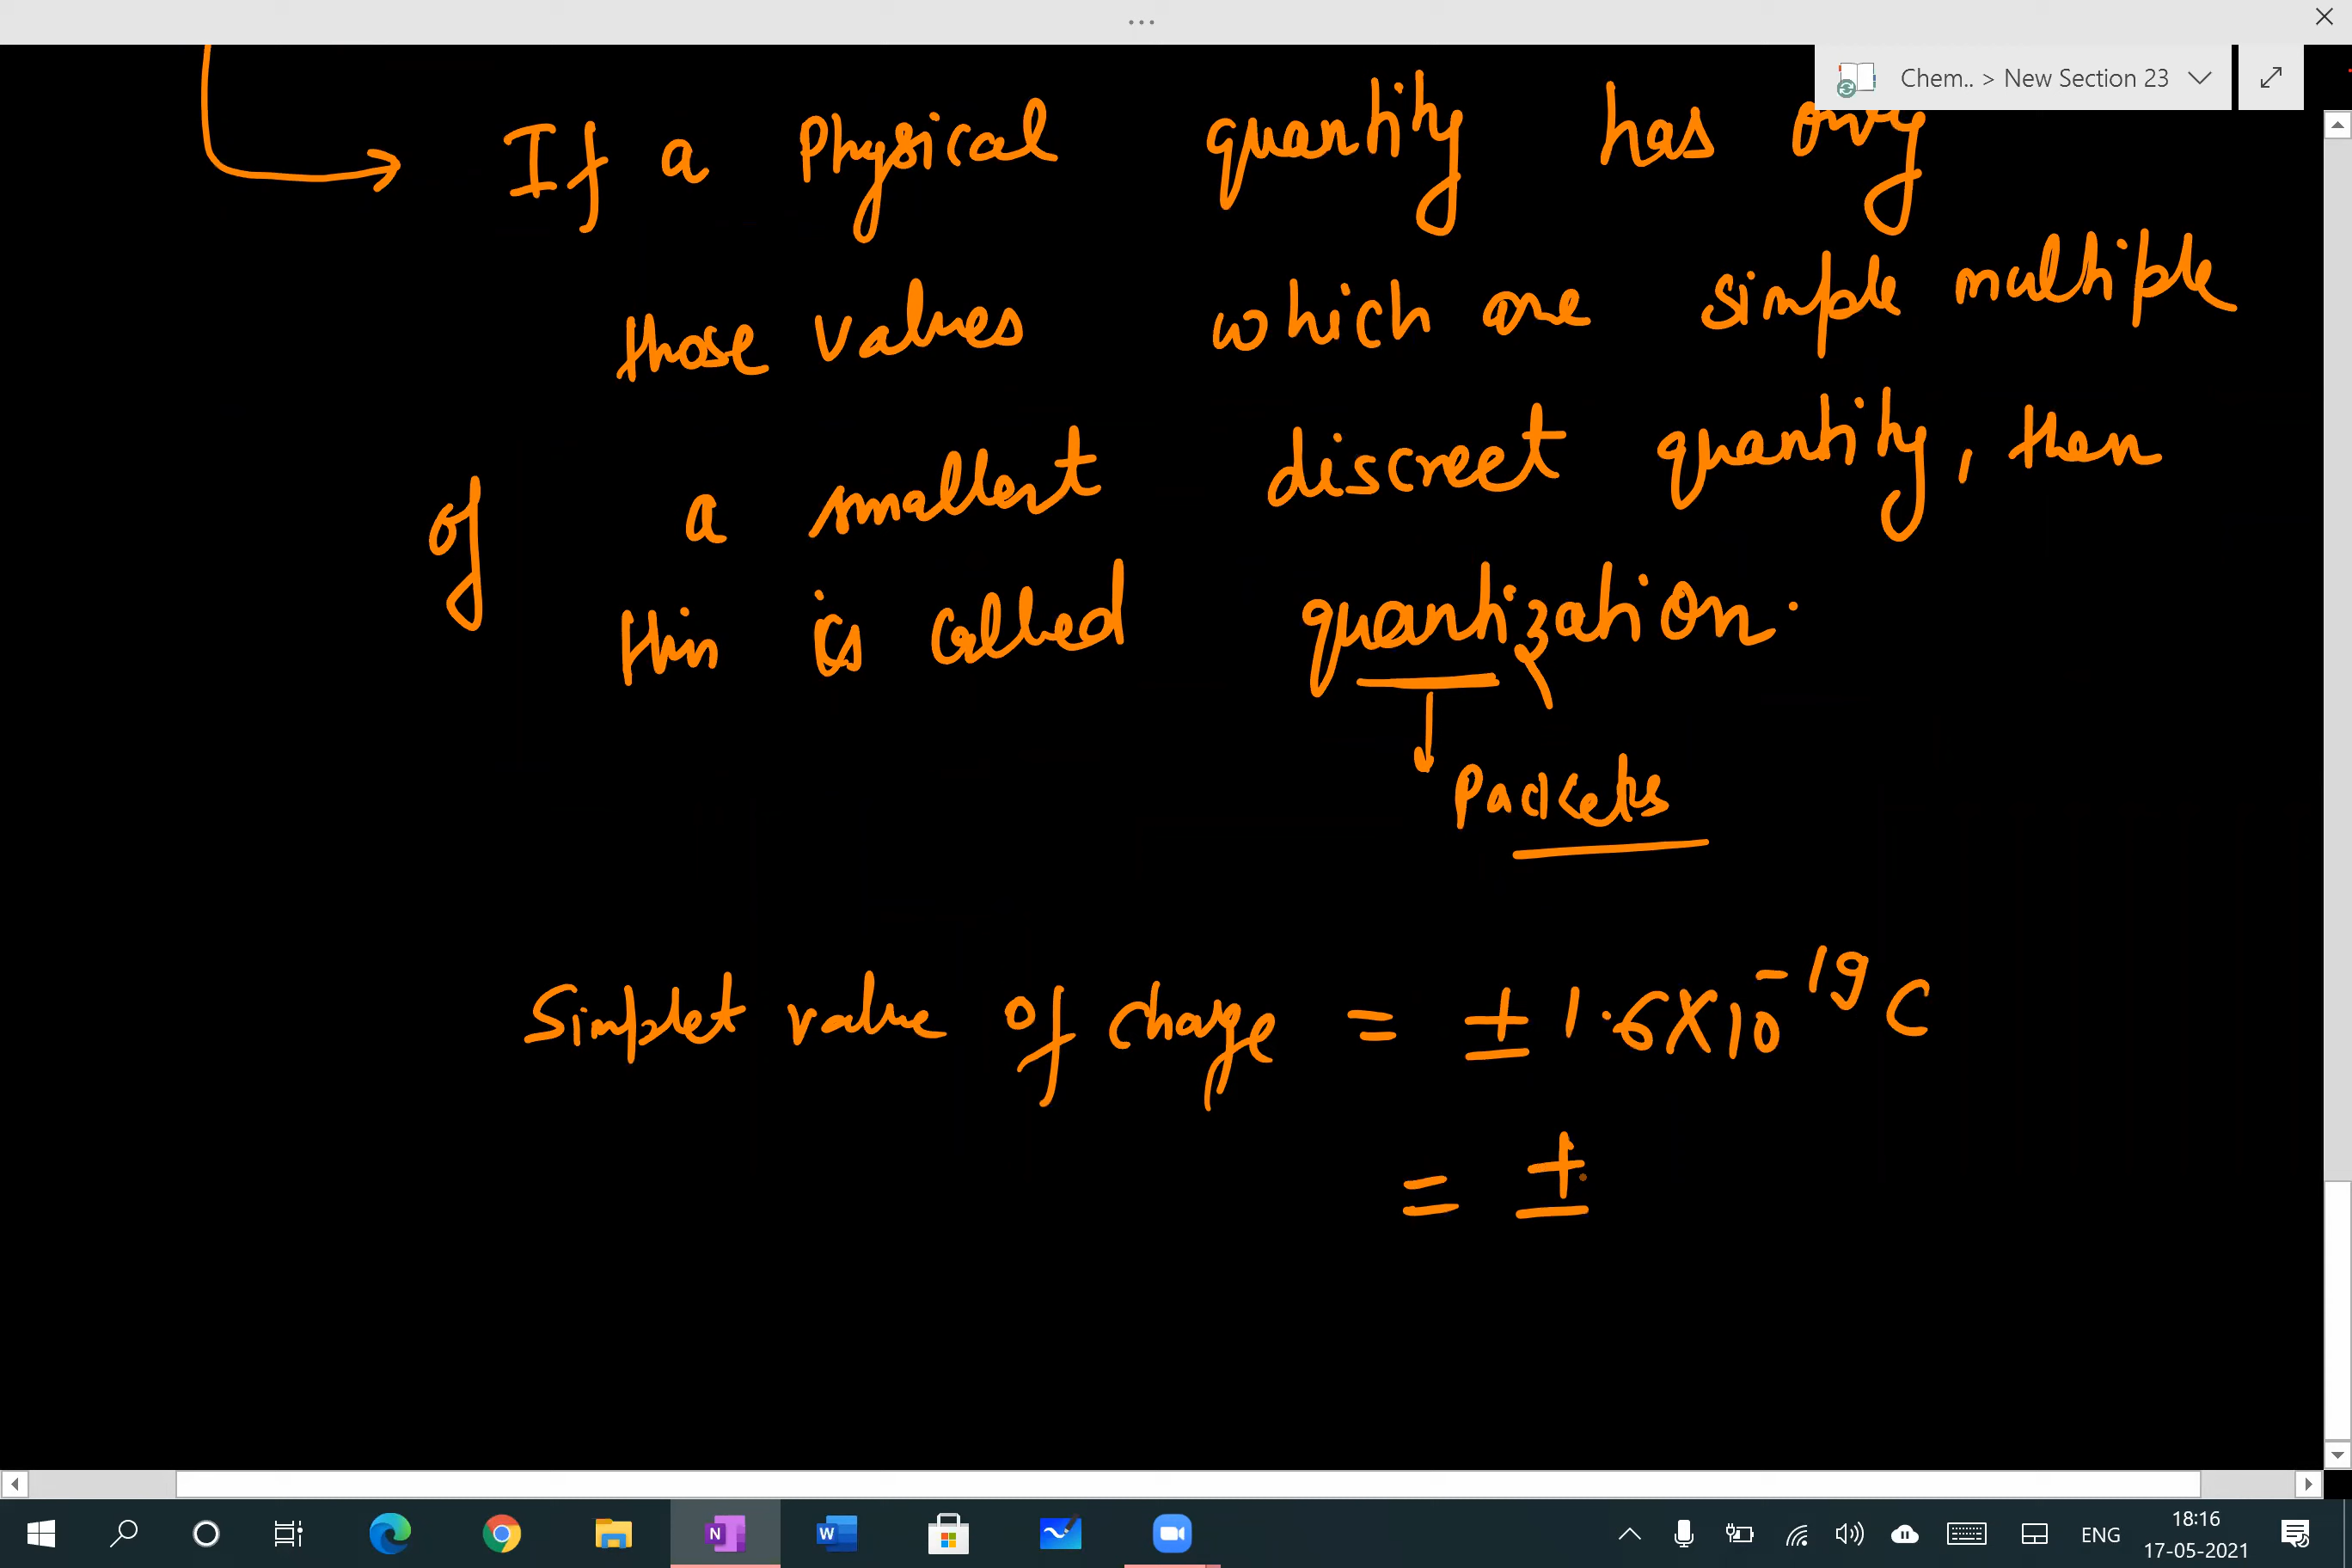 ...
Chem.. > New Section 23
If a Physical quantity has only
those values which are simple multiple
of a smallest discreet quantity, then
this is called quantization.
Packets
Simplet value of charge = ± 1.6X10⁻¹⁹ C
= ±
ENG
18:16
17-05-2021